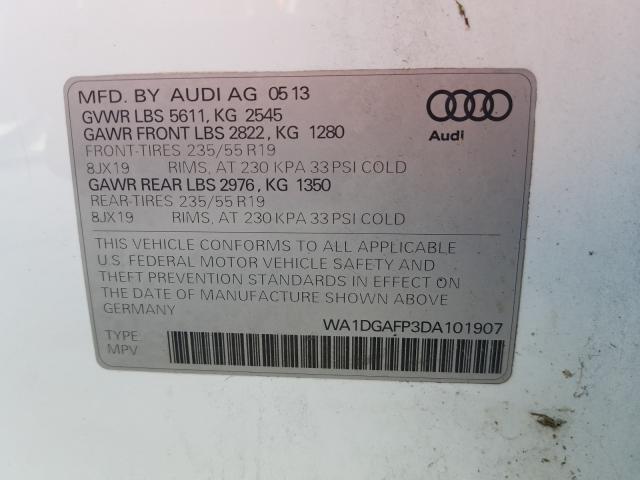 MFD. BY AUDI AG 05 13
GVWR LBS 5611, KG 2545
GAWR FRONT LBS 2822, KG 1280
FRONT-TIRES 235/55 R19
8JX19 RIMS, AT 230 KPA 33 PSI COLD
GAWR REAR LBS 2976, KG 1350
REAR-TIRES 235/55 R19
8JX19 RIMS, AT 230 KPA 33 PSI COLD
Audi
THIS VEHICLE CONFORMS TO ALL APPLICABLE
U.S. FEDERAL MOTOR VEHICLE SAFETY AND
THEFT PREVENTION STANDARDS IN EFFECT ON
THE DATE OF MANUFACTURE SHOWN ABOVE
GERMANY
WA1DGAFP3DA101907
TYPE
MPV